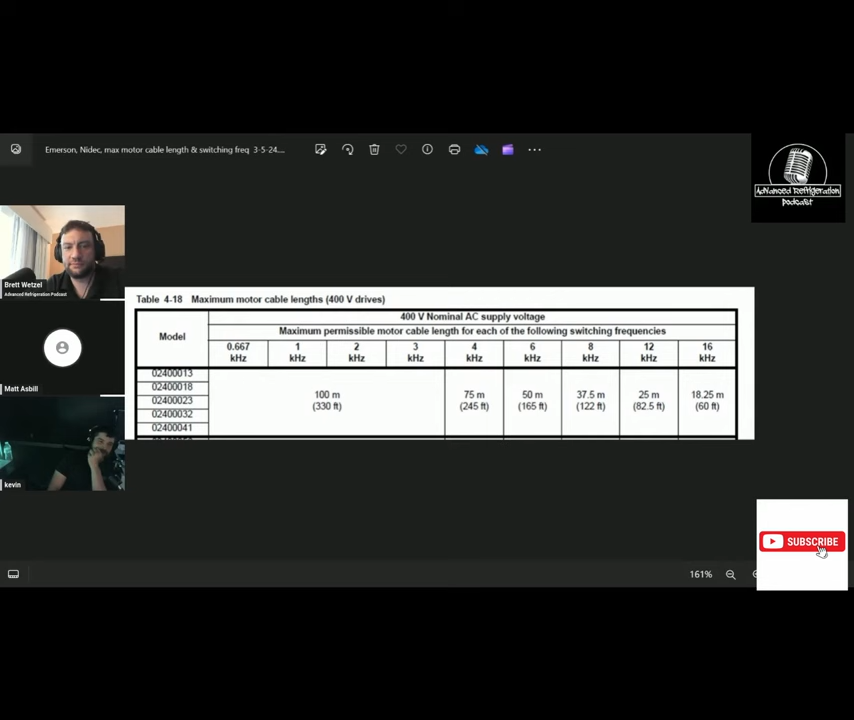 Emerson, Nidec, max motor cable length & switching freq 3-5-24....
Advanced Refrigeration
Podcast
Brett Wetzel
Advanced Refrigeration Podcast
Matt Asbill
kevin
Table 4-18 Maximum motor cable lengths (400 V drives)
Model
400 V Nominal AC supply voltage
Maximum permissible motor cable length for each of the following switching frequencies
0.667 kHz
1 kHz
2 kHz
3 kHz
4 kHz
6 kHz
8 kHz
12 kHz
16 kHz
02400013
02400018
02400023
02400032
02400041
100 m
(330 ft)
75 m
(245 ft)
50 m
(165 ft)
37.5 m
(122 ft)
25 m
(82.5 ft)
18.25 m
(60 ft)
SUBSCRIBE
161%